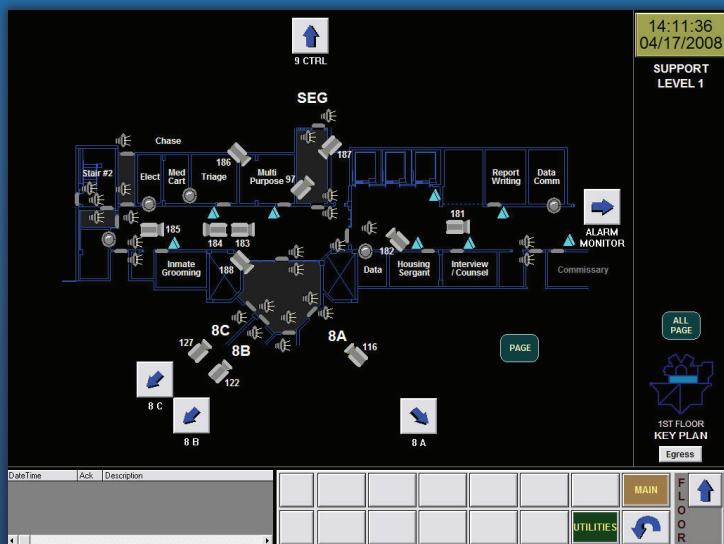 14:11:36
04/17/2008
SUPPORT
LEVEL 1
9 CTRL
SEG
Chase
187
186
Stair #2
Elect
Med
Cart
Triage
Multi
Purpose
97
Report
Writing
Data
Comm
185
184
183
181
182
ALARM
MONITOR
188
Inmate
Grooming
Data
Housing
Sergant
Interview
/ Counsel
Commissary
8C
8B
8A
127
122
116
PAGE
ALL
PAGE
8 C
8 B
8 A
1ST FLOOR
KEY PLAN
Egress
DateTime
Ack
Description
MAIN
UTILITIES
FLOOR